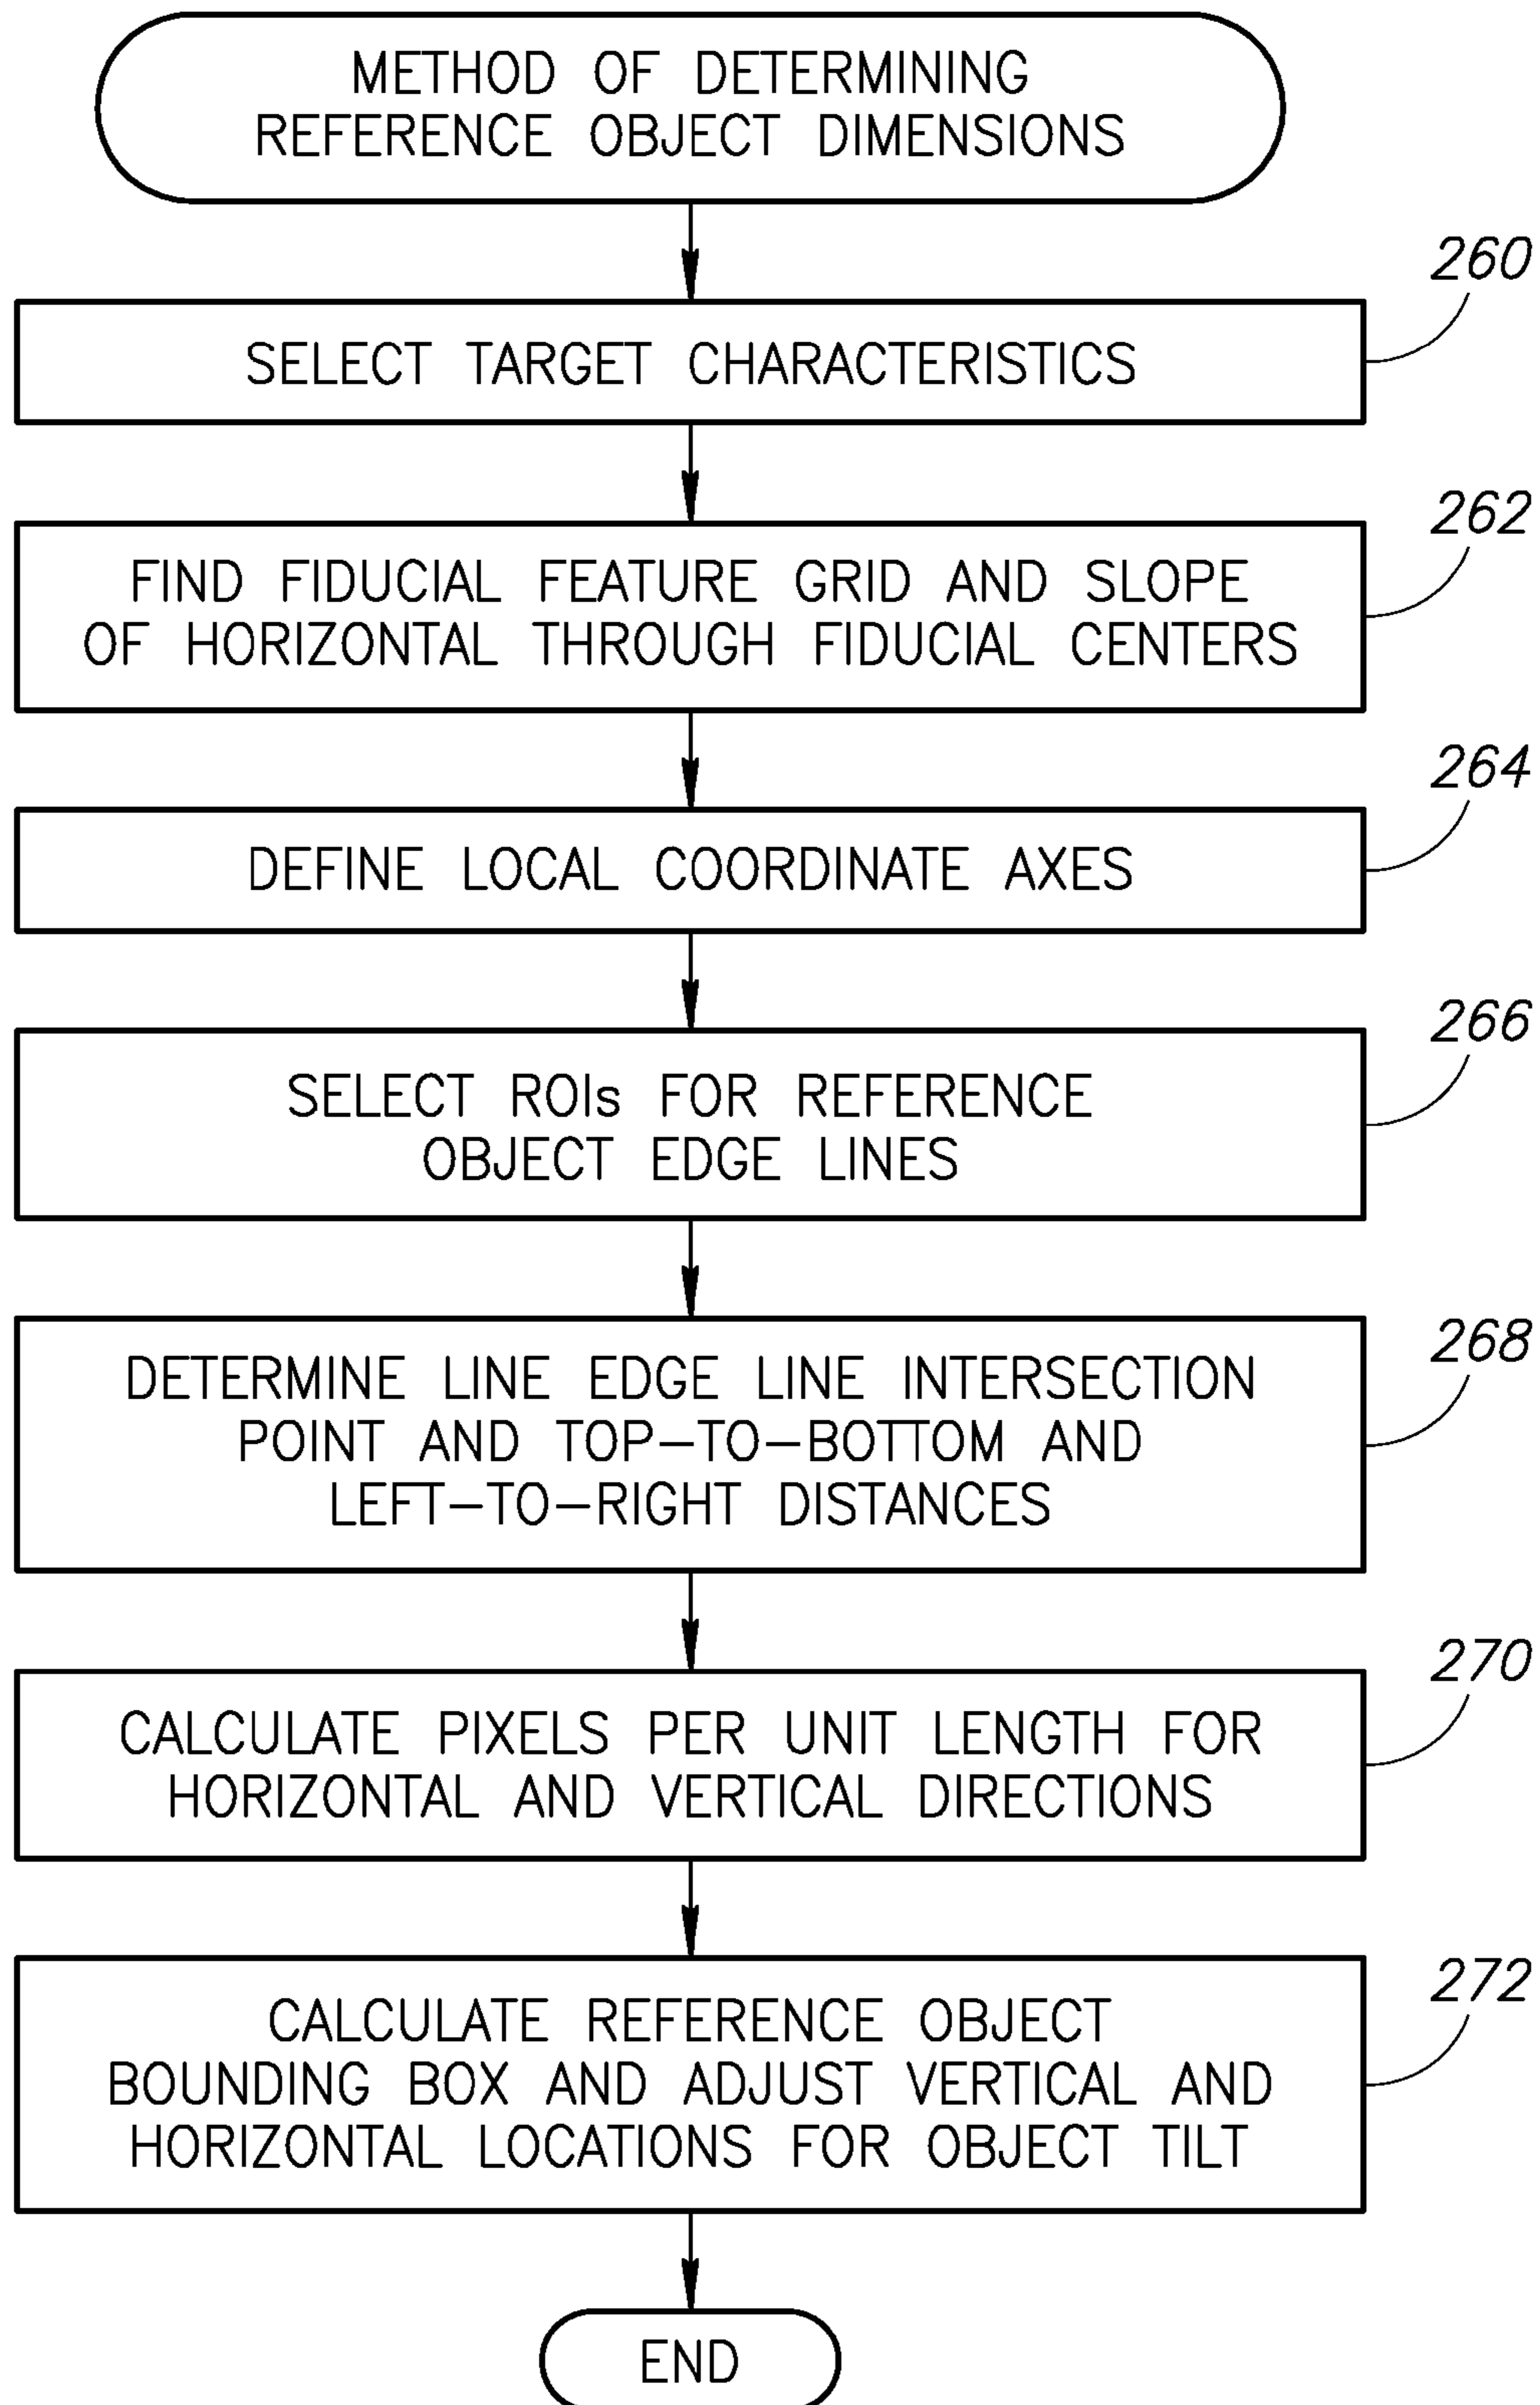 METHOD OF DETERMINING
REFERENCE OBJECT DIMENSIONS
260
SELECT TARGET CHARACTERISTICS
262
FIND FIDUCIAL FEATURE GRID AND SLOPE
OF HORIZONTAL THROUGH FIDUCIAL CENTERS
264
DEFINE LOCAL COORDINATE AXES
266
SELECT ROIs FOR REFERENCE
OBJECT EDGE LINES
268
DETERMINE LINE EDGE LINE INTERSECTION
POINT AND TOP-TO-BOTTOM AND
LEFT-TO-RIGHT DISTANCES
270
CALCULATE PIXELS PER UNIT LENGTH FOR
HORIZONTAL AND VERTICAL DIRECTIONS
272
CALCULATE REFERENCE OBJECT
BOUNDING BOX AND ADJUST VERTICAL AND
HORIZONTAL LOCATIONS FOR OBJECT TILT
END